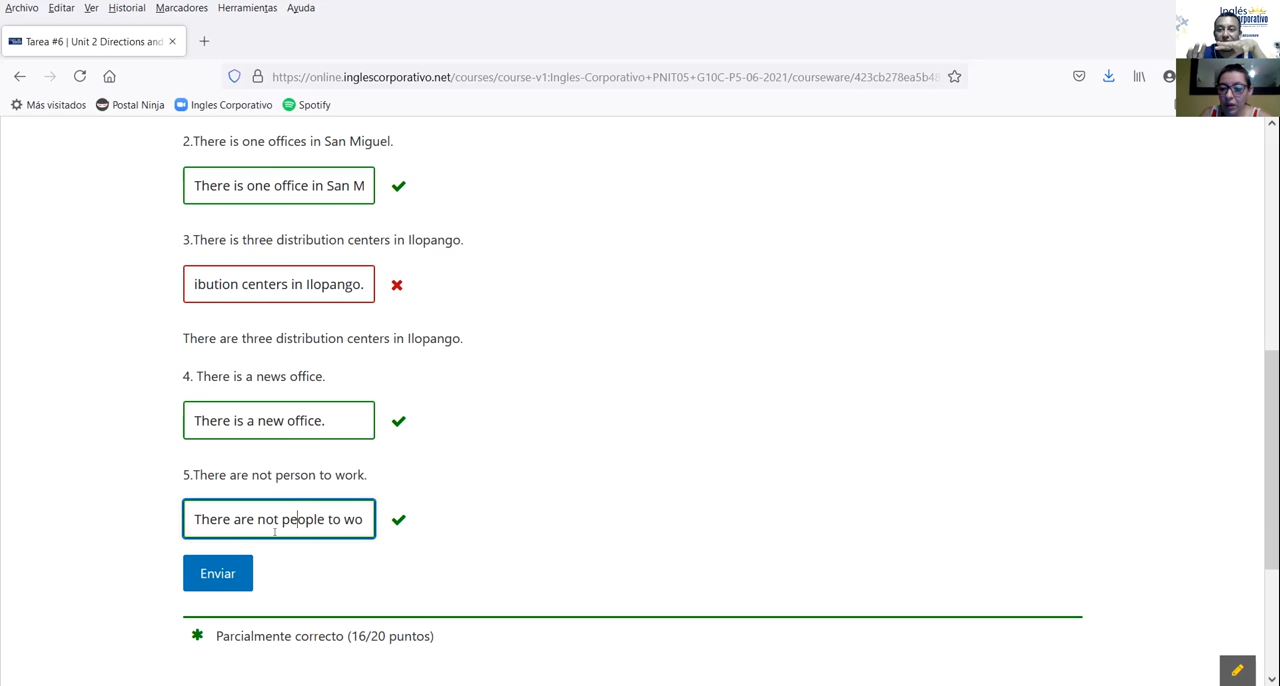 Archivo Editar Ver Historial Marcadores Herramientas Ayuda
Tarea #6 | Unit 2 Directions and
https://online.inglescorporativo.net/courses/course-v1:Ingles-Corporativo+PNIT05+G10C-P5-06-2021/courseware/423cb278ea5b48
Más visitados Postal Ninja Ingles Corporativo Spotify
Inglés
2.There is one offices in San Miguel.
There is one office in San M
3.There is three distribution centers in Ilopango.
ibution centers in Ilopango.
There are three distribution centers in Ilopango.
4. There is a news office.
There is a new office.
5.There are not person to work.
There are not people to wo
Enviar
Parcialmente correcto (16/20 puntos)